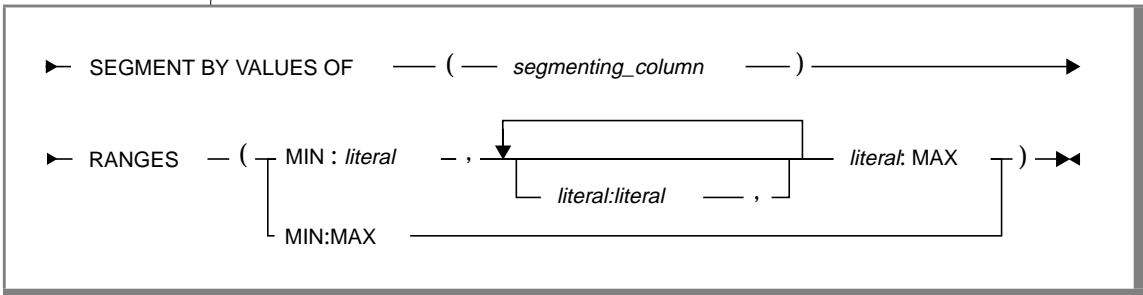 SEGMENT BY VALUES OF ( segmenting_column )
RANGES ( MIN : literal , literal: MAX )
literal:literal ,
MIN:MAX